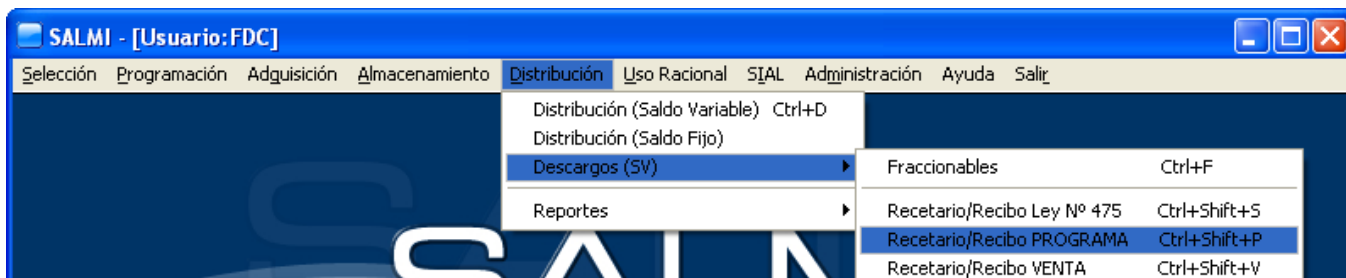 SALMI - [Usuario:FDC]
Selección Programación Adquisición Almacenamiento Distribución Uso Racional SIAL Administración Ayuda Salir
Distribución (Saldo Variable) Ctrl+D
Distribución (Saldo Fijo)
Descargos (SV)
Fraccionables Ctrl+F
Reportes
Recetario/Recibo Ley Nº 475 Ctrl+Shift+S
Recetario/Recibo PROGRAMA Ctrl+Shift+P
Recetario/Recibo VENTA Ctrl+Shift+V
SALM